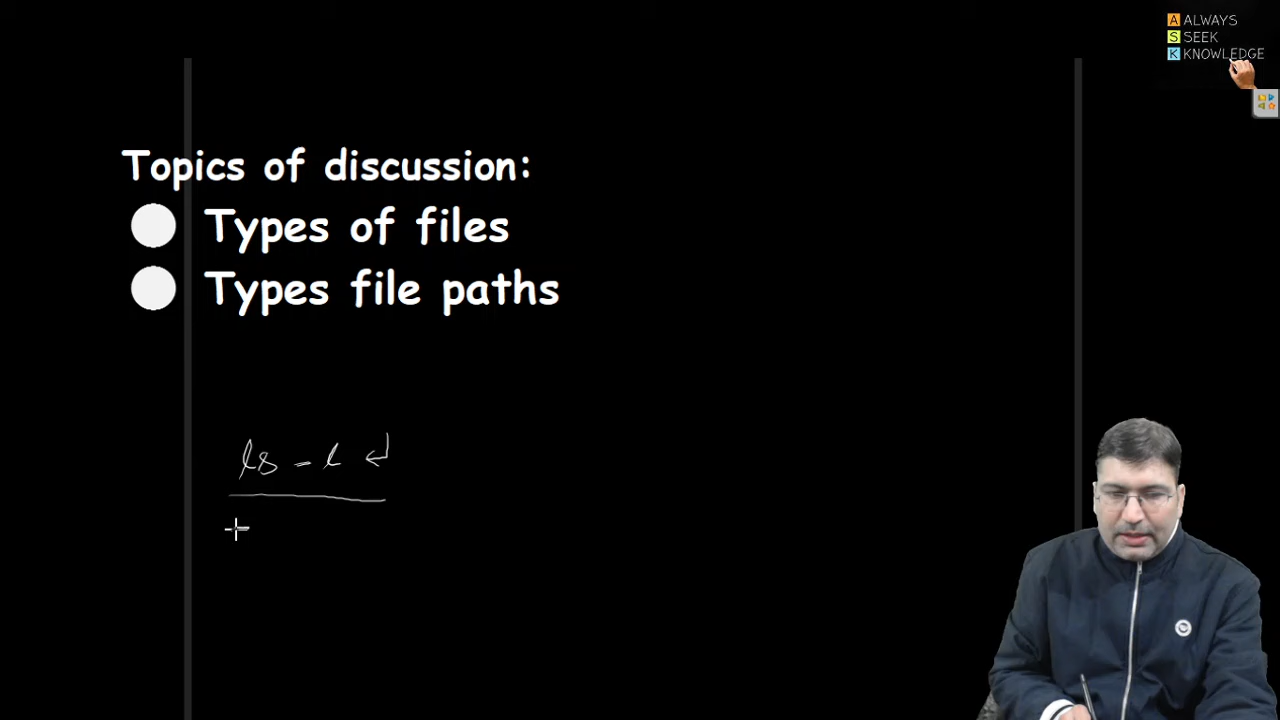 A ALWAYS
S SEEK
K KNOWLEDGE
Topics of discussion:
Types of files
Types file paths
ls -l ↵